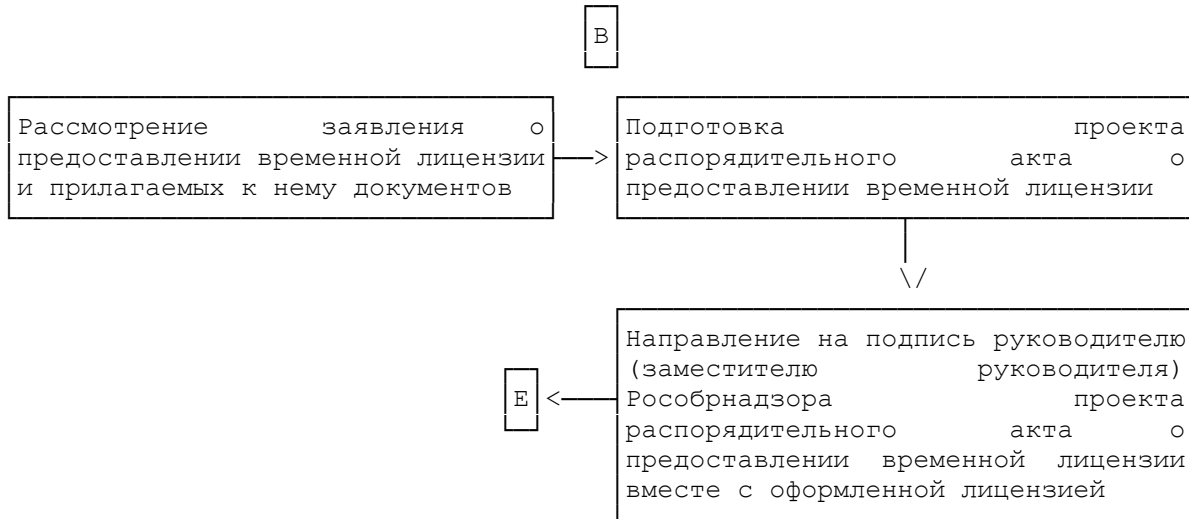 В
Рассмотрение заявления о
предоставлении временной лицензии
и прилагаемых к нему документов
Подготовка проекта
распорядительного акта о
предоставлении временной лицензии
Направление на подпись руководителю
(заместителю руководителя)
Рособрнадзора проекта
распорядительного акта о
предоставлении временной лицензии
вместе с оформленной лицензией
Е